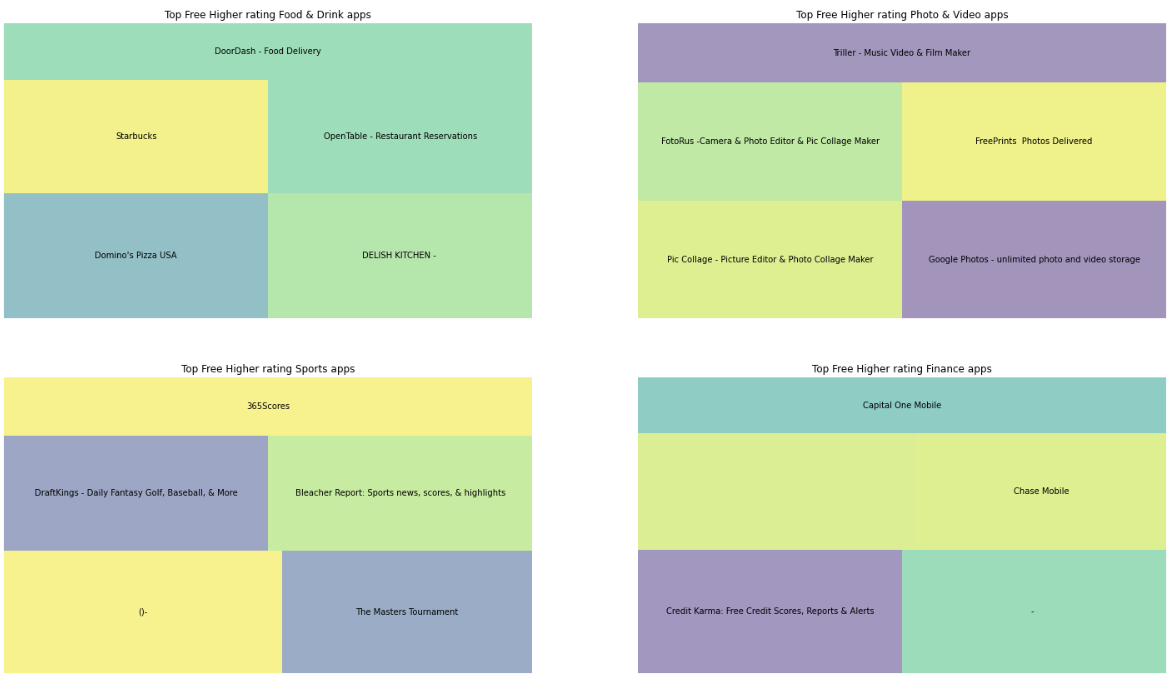 Top Free Higher rating Food & Drink apps
DoorDash - Food Delivery
Starbucks
OpenTable - Restaurant Reservations
Domino's Pizza USA
DELISH KITCHEN -
Top Free Higher rating Photo & Video apps
Triller - Music Video & Film Maker
FotoRus -Camera & Photo Editor & Pic Collage Maker
FreePrints  Photos Delivered
Pic Collage - Picture Editor & Photo Collage Maker
Google Photos - unlimited photo and video storage
Top Free Higher rating Sports apps
365Scores
DraftKings - Daily Fantasy Golf, Baseball, & More
Bleacher Report: Sports news, scores, & highlights
()-
The Masters Tournament
Top Free Higher rating Finance apps
Capital One Mobile
Chase Mobile
Credit Karma: Free Credit Scores, Reports & Alerts
-